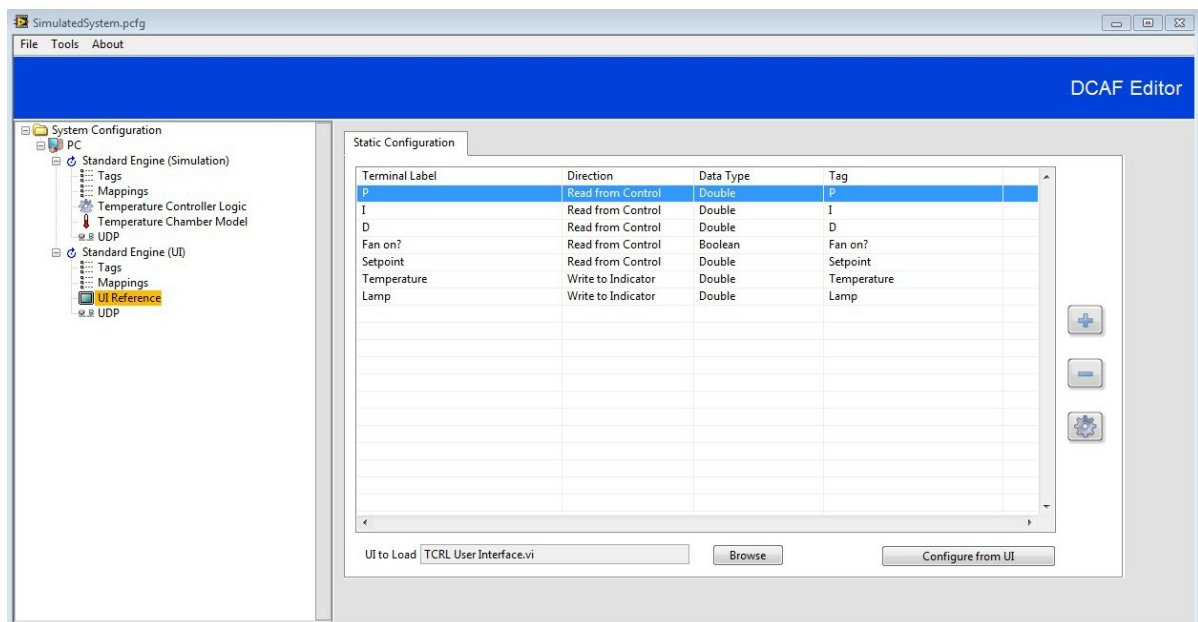 SimulatedSystem.pcfg
File Tools About
DCAF Editor
System Configuration
PC
Standard Engine (Simulation)
Tags
Mappings
Temperature Controller Logic
Temperature Chamber Model
UDP
Standard Engine (UI)
Tags
Mappings
UI Reference
UDP
Static Configuration
Terminal Label Direction Data Type Tag
P Read from Control Double P
I Read from Control Double I
D Read from Control Double D
Fan on? Read from Control Boolean Fan on?
Setpoint Read from Control Double Setpoint
Temperature Write to Indicator Double Temperature
Lamp Write to Indicator Double Lamp
UI to Load TCRL User Interface.vi Browse Configure from UI